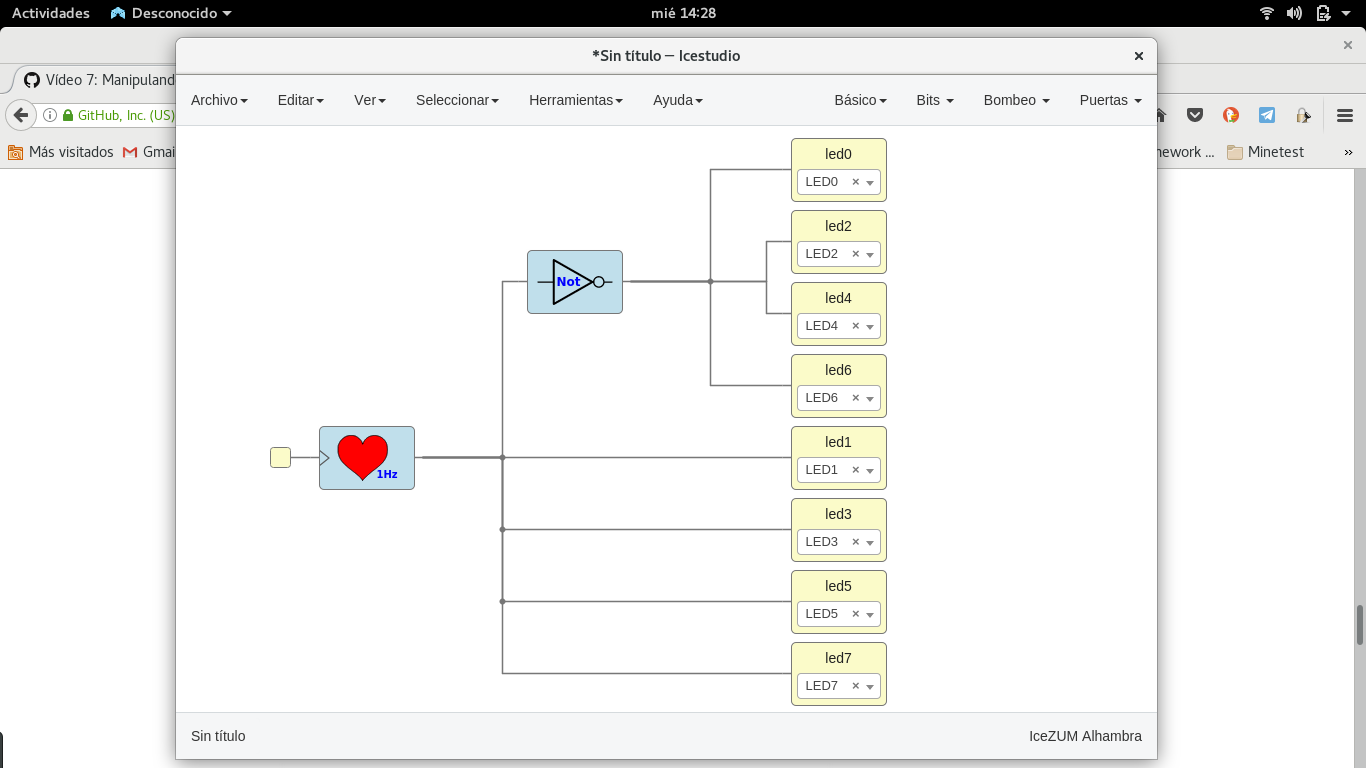 Actividades Desconocido mié 14:28
*Sin título – Icestudio
Vídeo 7: Manipuland
Archivo Editar Ver Seleccionar Herramientas Ayuda Básico Bits Bombeo Puertas
GitHub, Inc. (US)
Más visitados Gmai
ework ... Minetest
led0
LED0
led2
LED2
Not
led4
LED4
led6
LED6
led1
LED1
1Hz
led3
LED3
led5
LED5
led7
LED7
Sin título IceZUM Alhambra